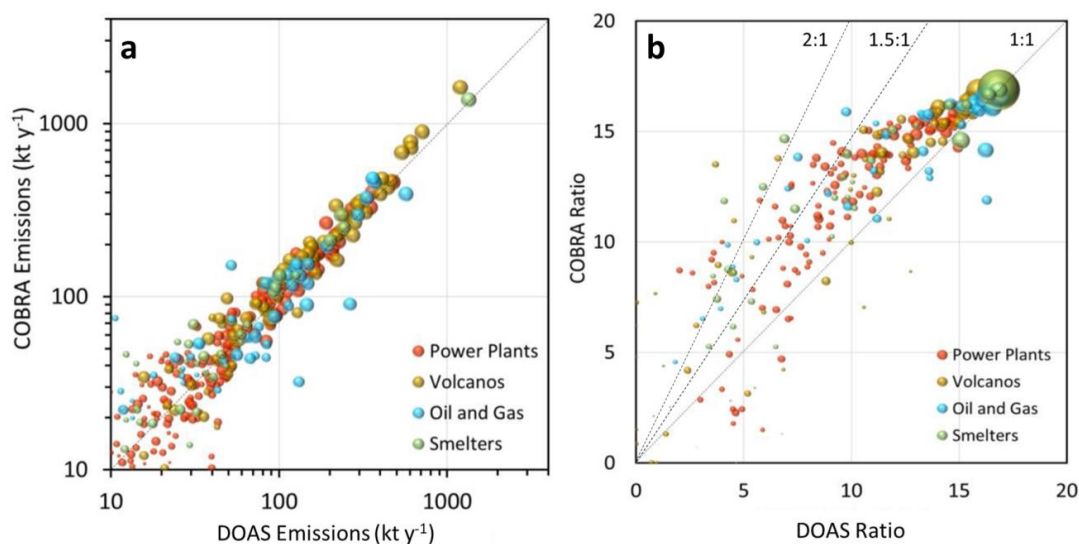 a
COBRA Emissions (kt y⁻¹)
1000
100
10
10
100
1000
DOAS Emissions (kt y⁻¹)
Power Plants
Volcanos
Oil and Gas
Smelters
b
2:1
1.5:1
1:1
COBRA Ratio
20
15
10
5
0
0
5
10
15
20
DOAS Ratio
Power Plants
Volcanos
Oil and Gas
Smelters